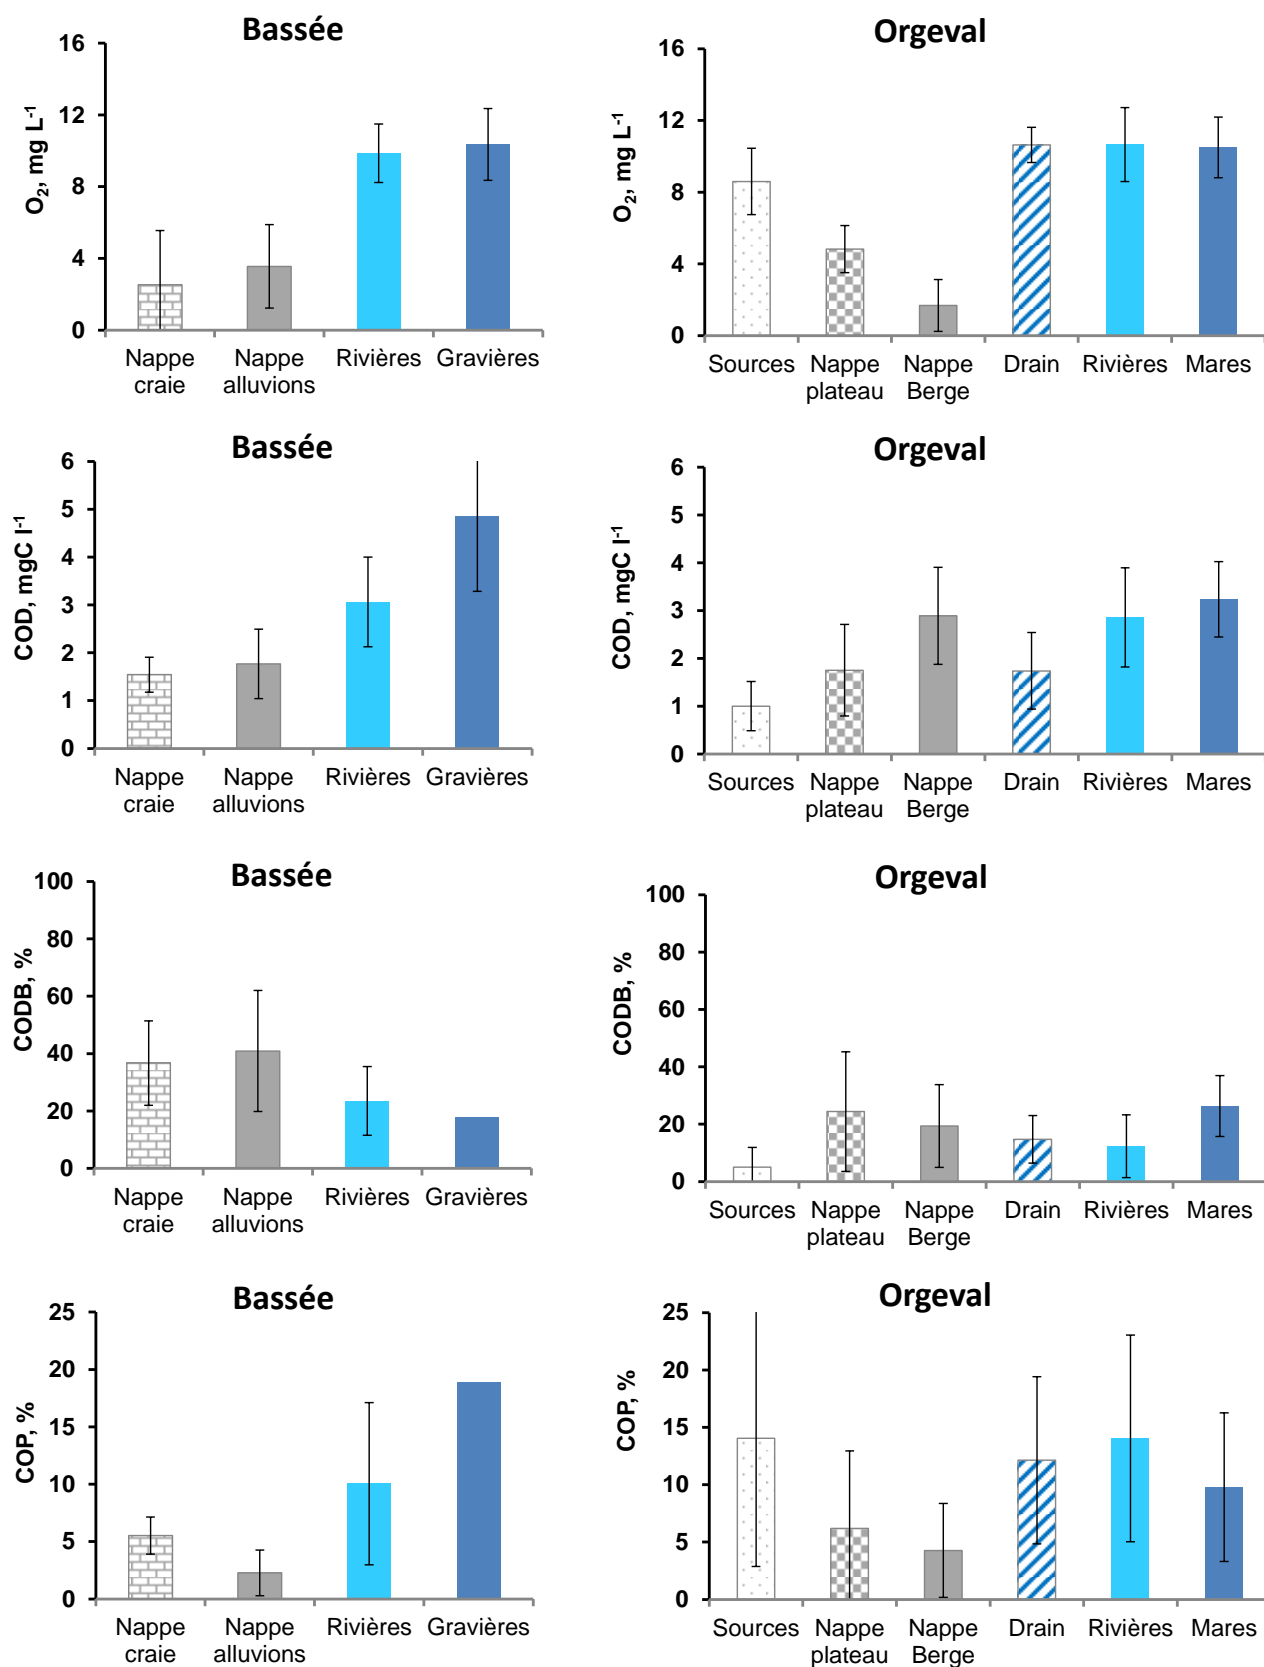 Bassée
16
12
8
4
0
O₂, mg L⁻¹
Nappe craie
Nappe alluvions
Rivières
Gravières
Orgeval
16
12
8
4
0
O₂, mg L⁻¹
Sources
Nappe plateau
Nappe Berge
Drain
Rivières
Mares
Bassée
6
5
4
3
2
1
0
COD, mgC l⁻¹
Nappe craie
Nappe alluvions
Rivières
Gravières
Orgeval
6
5
4
3
2
1
0
COD, mgC l⁻¹
Sources
Nappe plateau
Nappe Berge
Drain
Rivières
Mares
Bassée
100
80
60
40
20
0
CODB, %
Nappe craie
Nappe alluvions
Rivières
Gravières
Orgeval
100
80
60
40
20
0
CODB, %
Sources
Nappe plateau
Nappe Berge
Drain
Rivières
Mares
Bassée
25
20
15
10
5
0
COP, %
Nappe craie
Nappe alluvions
Rivières
Gravières
Orgeval
25
20
15
10
5
0
COP, %
Sources
Nappe plateau
Nappe Berge
Drain
Rivières
Mares